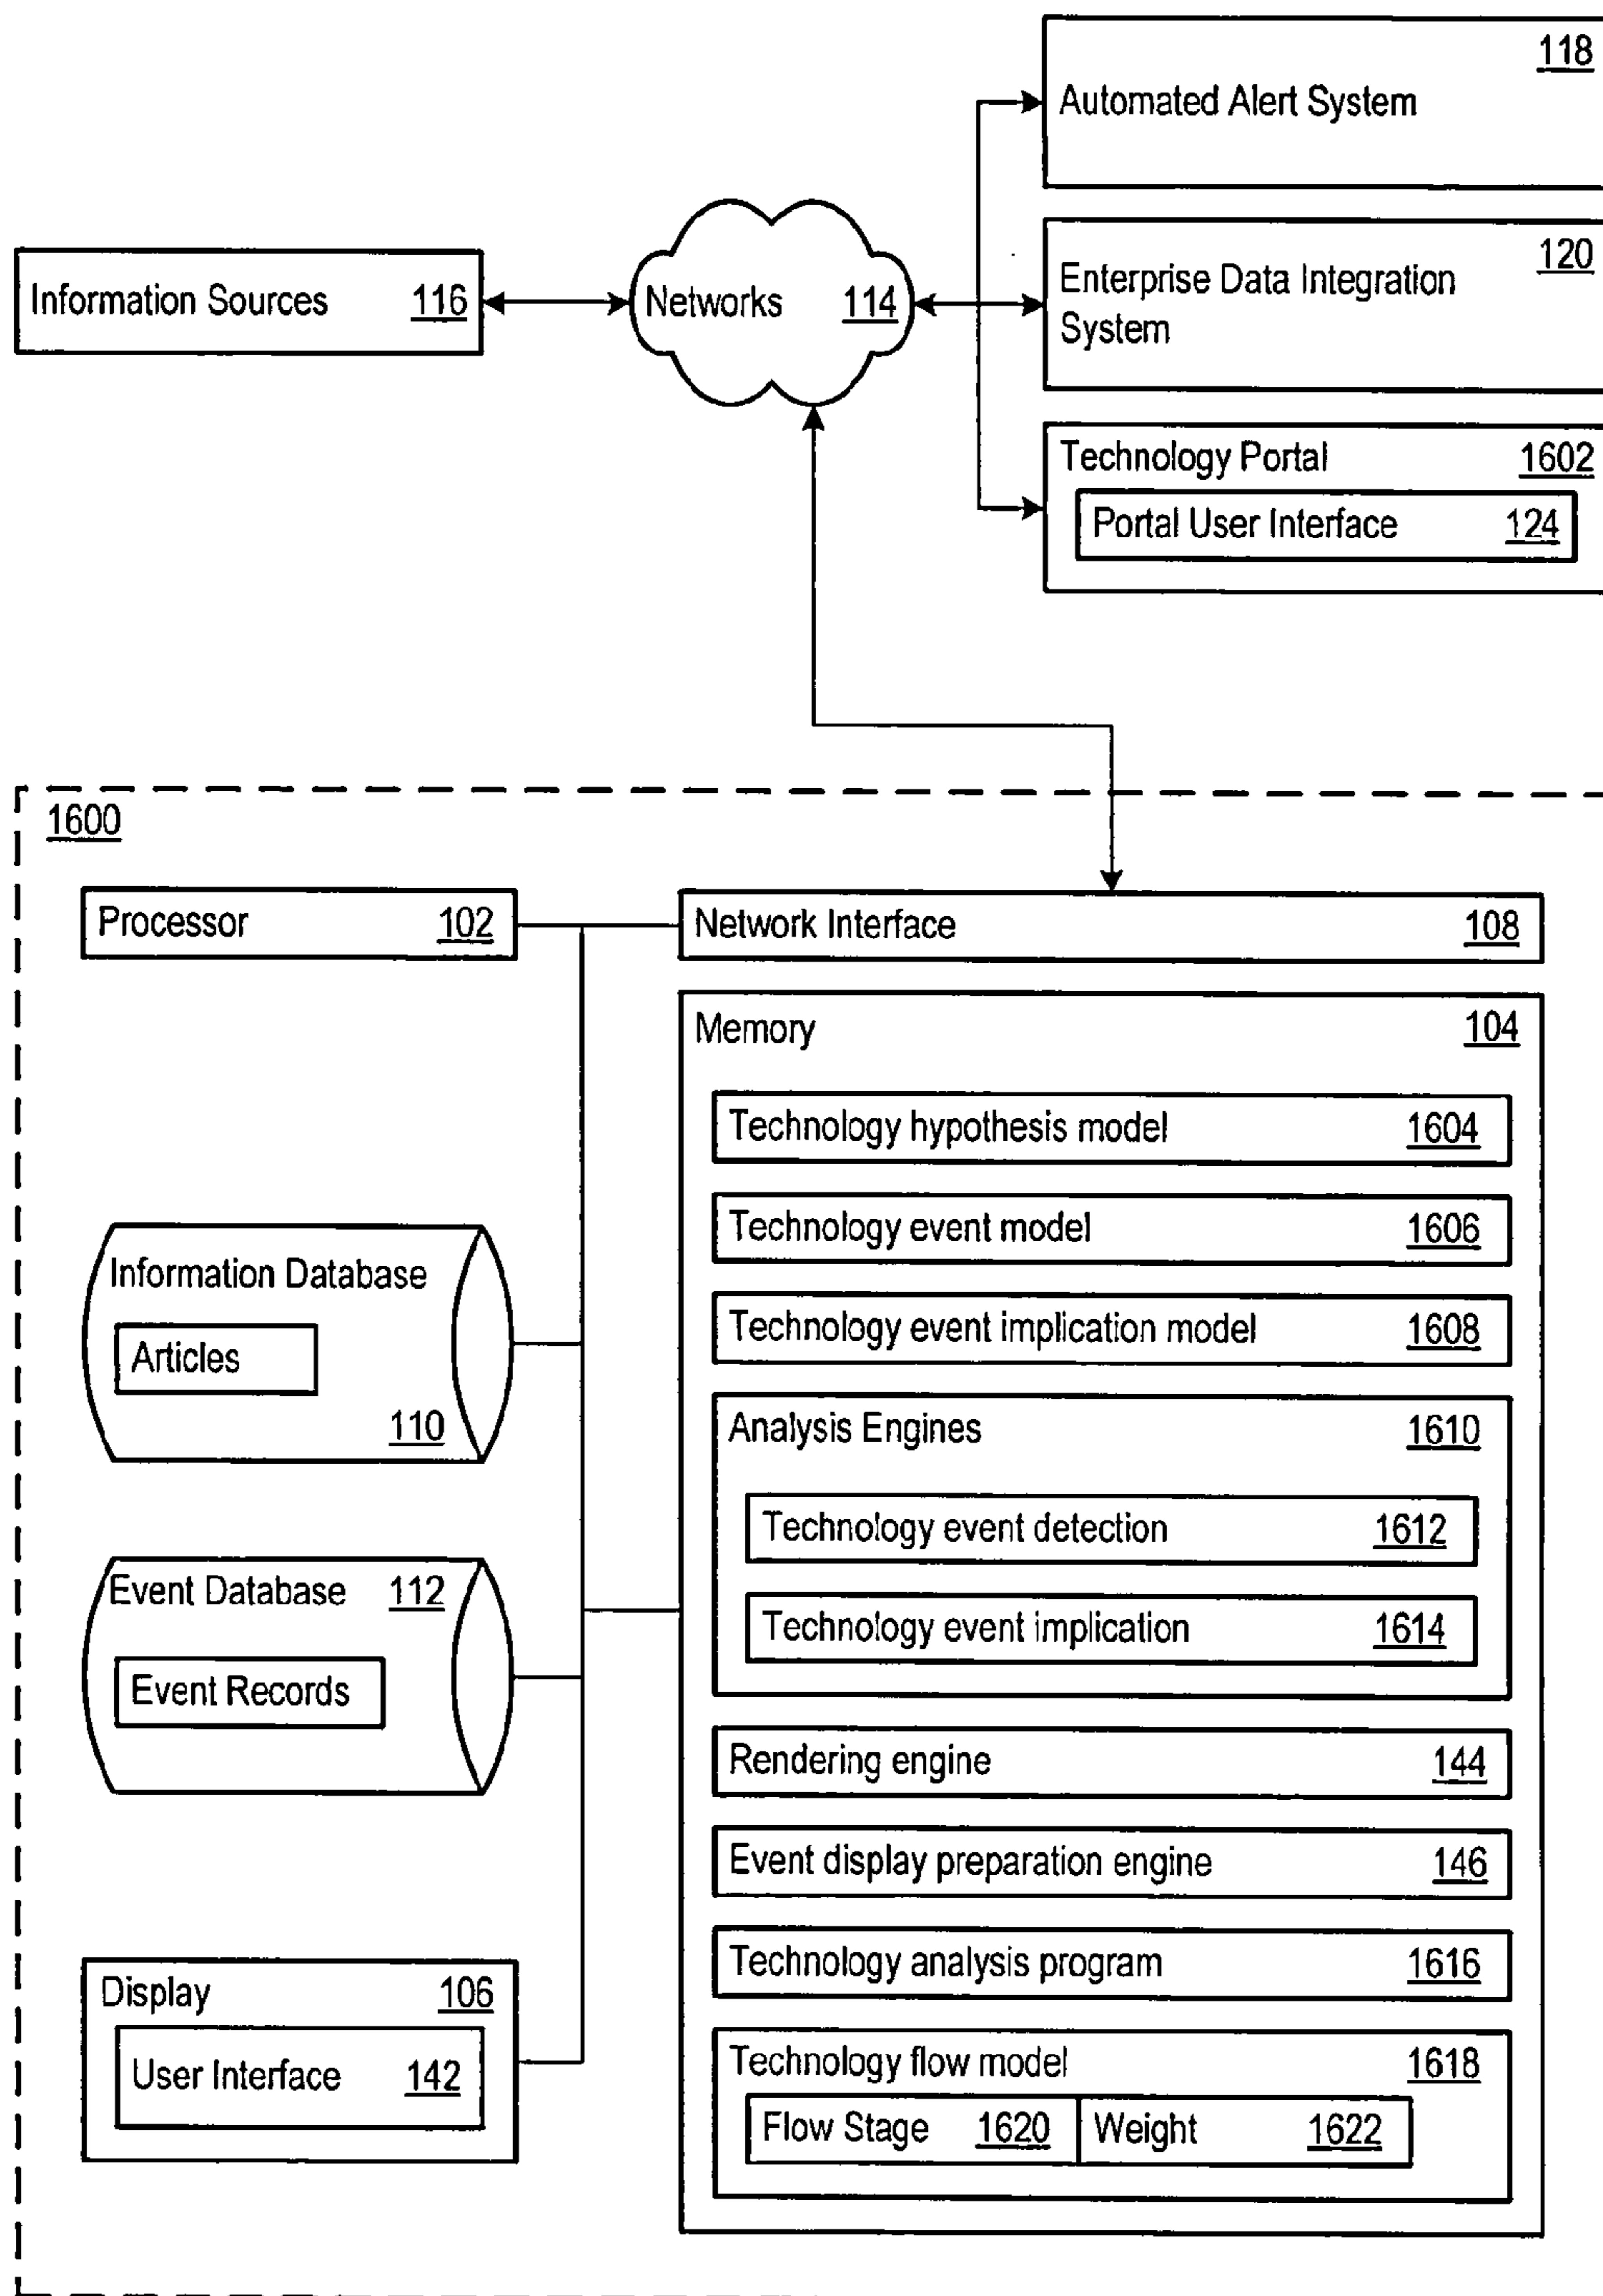 118
Automated Alert System
120
Enterprise Data Integration
System
Information Sources 116
Networks 114
Technology Portal 1602
Portal User Interface 124
1600
Processor 102
Network Interface 108
Memory 104
Technology hypothesis model 1604
Technology event model 1606
Technology event implication model 1608
Analysis Engines 1610
Technology event detection 1612
Technology event implication 1614
Rendering engine 144
Event display preparation engine 146
Technology analysis program 1616
Technology flow model 1618
Flow Stage 1620 Weight 1622
Information Database
Articles
110
Event Database 112
Event Records
Display 106
User Interface 142